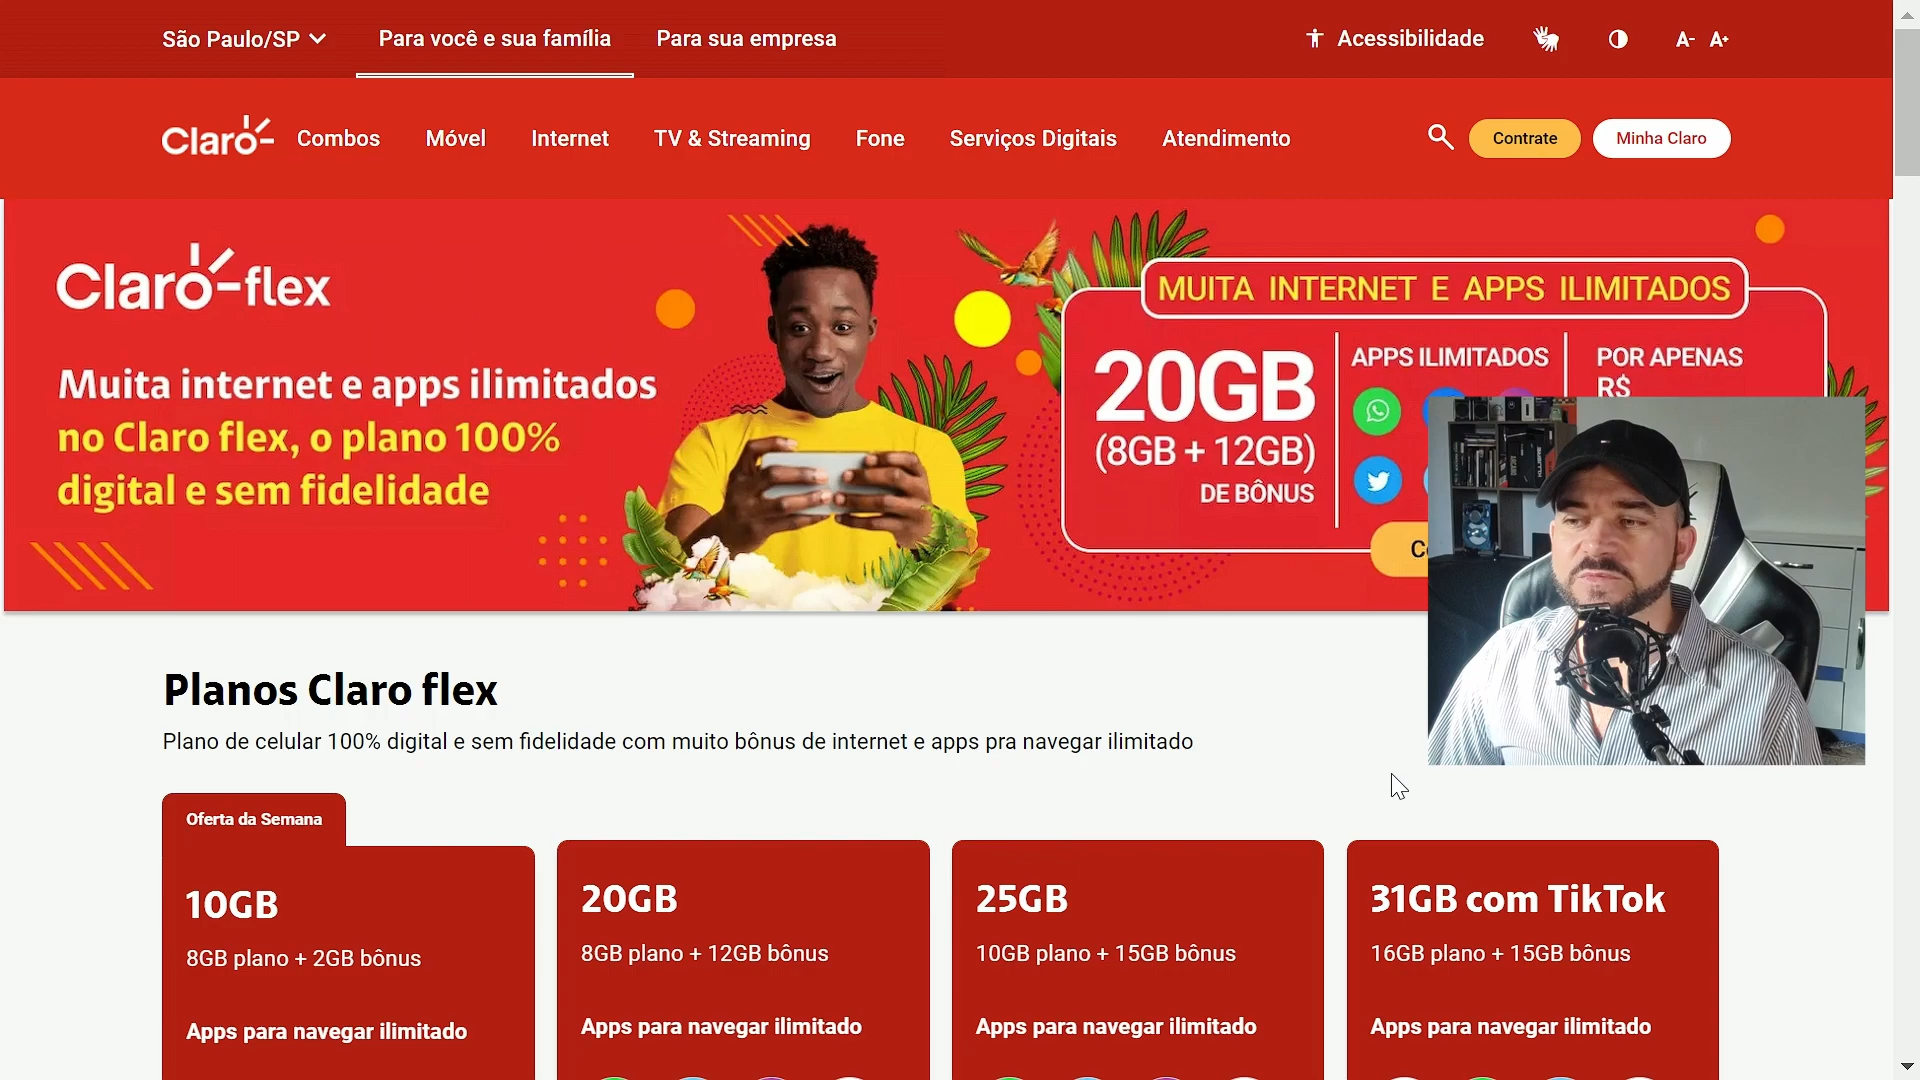 São Paulo/SP
Para você e sua família
Para sua empresa
Acessibilidade
A-
A+
Claro
Combos
Móvel
Internet
TV & Streaming
Fone
Serviços Digitais
Atendimento
Contrate
Minha Claro
Claro-flex
Muita internet e apps ilimitados
no Claro flex, o plano 100%
digital e sem fidelidade
MUITA INTERNET E APPS ILIMITADOS
20GB
(8GB + 12GB)
DE BÔNUS
APPS ILIMITADOS
POR APENAS
R$
Planos Claro flex
Plano de celular 100% digital e sem fidelidade com muito bônus de internet e apps pra navegar ilimitado
Oferta da Semana
10GB
8GB plano + 2GB bônus
Apps para navegar ilimitado
20GB
8GB plano + 12GB bônus
Apps para navegar ilimitado
25GB
10GB plano + 15GB bônus
Apps para navegar ilimitado
31GB com TikTok
16GB plano + 15GB bônus
Apps para navegar ilimitado